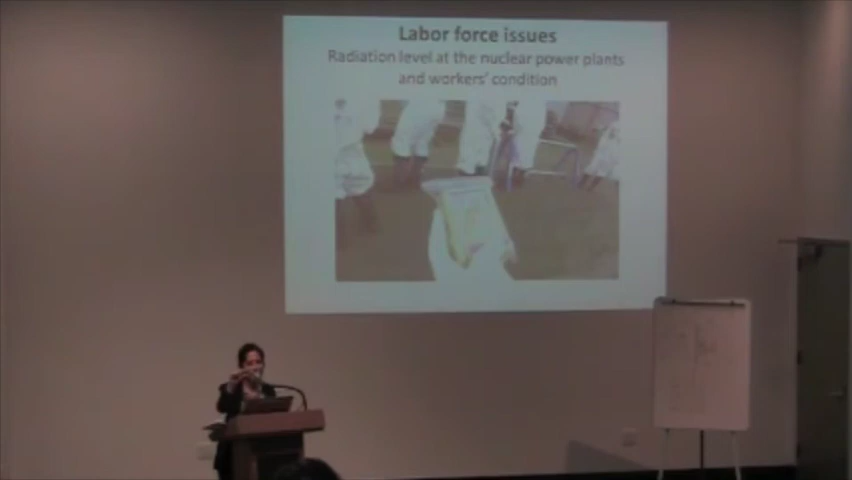 Labor force issues
Radiation level at the nuclear power plants
and workers' condition